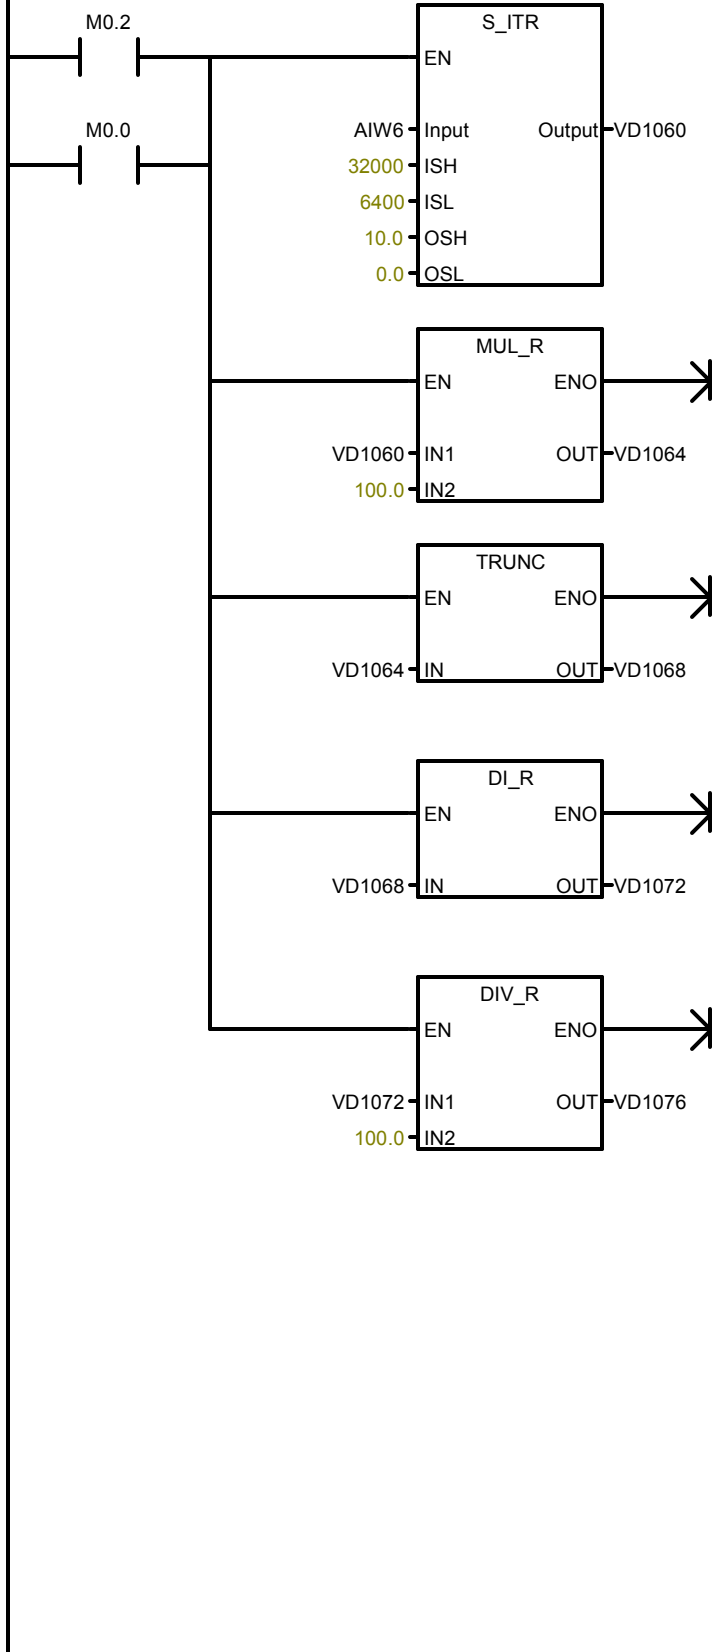 M0.2
S_ITR
EN
M0.0
AIW6 Input Output VD1060
32000 ISH
6400 ISL
10.0 OSH
0.0 OSL
MUL_R
EN ENO
VD1060 IN1 OUT VD1064
100.0 IN2
TRUNC
EN ENO
VD1064 IN OUT VD1068
DI_R
EN ENO
VD1068 IN OUT VD1072
DIV_R
EN ENO
VD1072 IN1 OUT VD1076
100.0 IN2